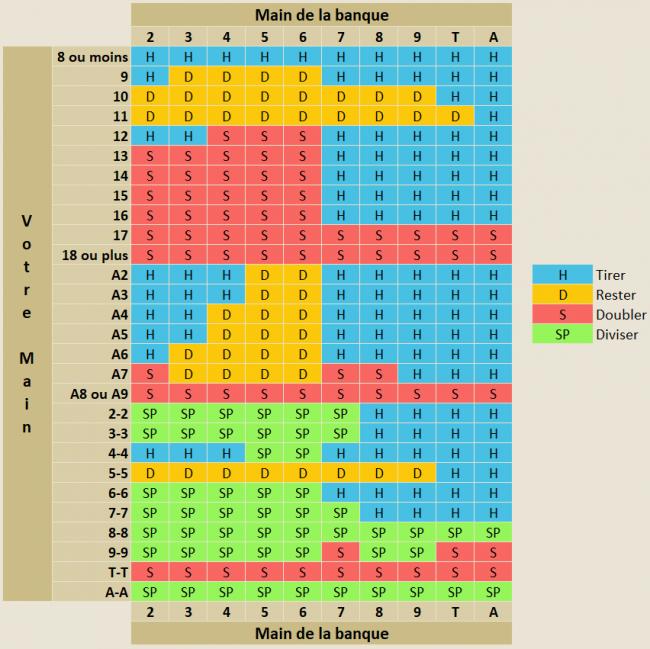 Main de la banque
2 3 4 5 6 7 8 9 T A
8 ou moins H H H H H H H H H H
9 H D D D D H H H H H
10 D D D D D D D D H H
11 D D D D D D D D D H
12 H H S S S H H H H H
13 S S S S S H H H H H
14 S S S S S H H H H H
15 S S S S S H H H H H
16 S S S S S H H H H H
17 S S S S S S S S S S
18 ou plus S S S S S S S S S S
A2 H H H D D H H H H H
A3 H H H D D H H H H H
A4 H H D D D H H H H H
A5 H H D D D H H H H H
A6 H D D D D H H H H H
A7 S D D D D S S H H H
A8 ou A9 S S S S S S S S S S
2-2 SP SP SP SP SP SP H H H H
3-3 SP SP SP SP SP SP H H H H
4-4 H H H SP SP H H H H H
5-5 D D D D D D D D H H
6-6 SP SP SP SP SP H H H H H
7-7 SP SP SP SP SP SP H H H H
8-8 SP SP SP SP SP SP SP SP SP SP
9-9 SP SP SP SP SP S SP SP S S
T-T S S S S S S S S S S
A-A SP SP SP SP SP SP SP SP SP SP
2 3 4 5 6 7 8 9 T A
Main de la banque
Votre Main
H Tirer
D Rester
S Doubler
SP Diviser